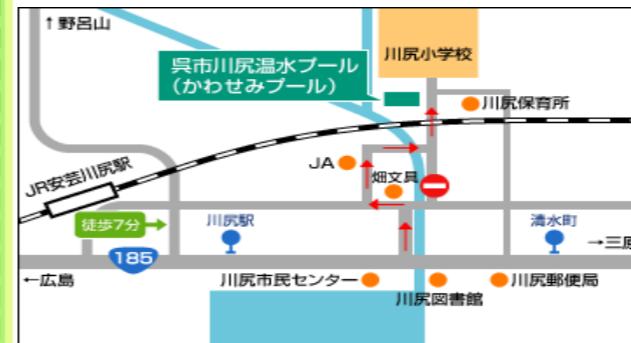 ↑野呂山
川尻小学校
呉市川尻温水プール
(かわせみプール)
川尻保育所
JA
畑文具
JR安芸川尻駅
徒歩7分
川尻駅
清水町
→三原
185
←広島
川尻市民センター
川尻図書館
川尻郵便局